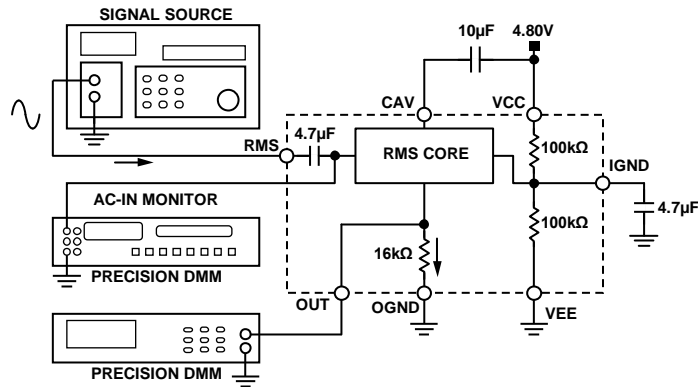 SIGNAL SOURCE
10µF
4.80V
CAV
VCC
4.7µF
RMS
RMS CORE
100kΩ
IGND
AC-IN MONITOR
4.7µF
100kΩ
16kΩ
PRECISION DMM
OUT
OGND
VEE
PRECISION DMM